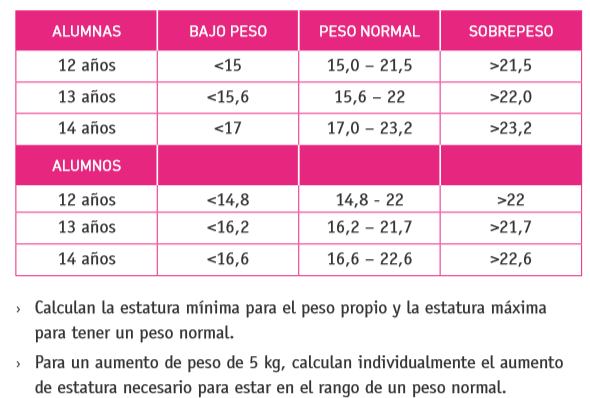 ALUMNAS BAJO PESO PESO NORMAL SOBREPESO
12 años <15 15,0 – 21,5 >21,5
13 años <15,6 15,6 – 22 >22,0
14 años <17 17,0 – 23,2 >23,2
ALUMNOS
12 años <14,8 14,8 - 22 >22
13 años <16,2 16,2 – 21,7 >21,7
14 años <16,6 16,6 – 22,6 >22,6
› Calculan la estatura mínima para el peso propio y la estatura máxima
para tener un peso normal.
› Para un aumento de peso de 5 kg, calculan individualmente el aumento
de estatura necesario para estar en el rango de un peso normal.